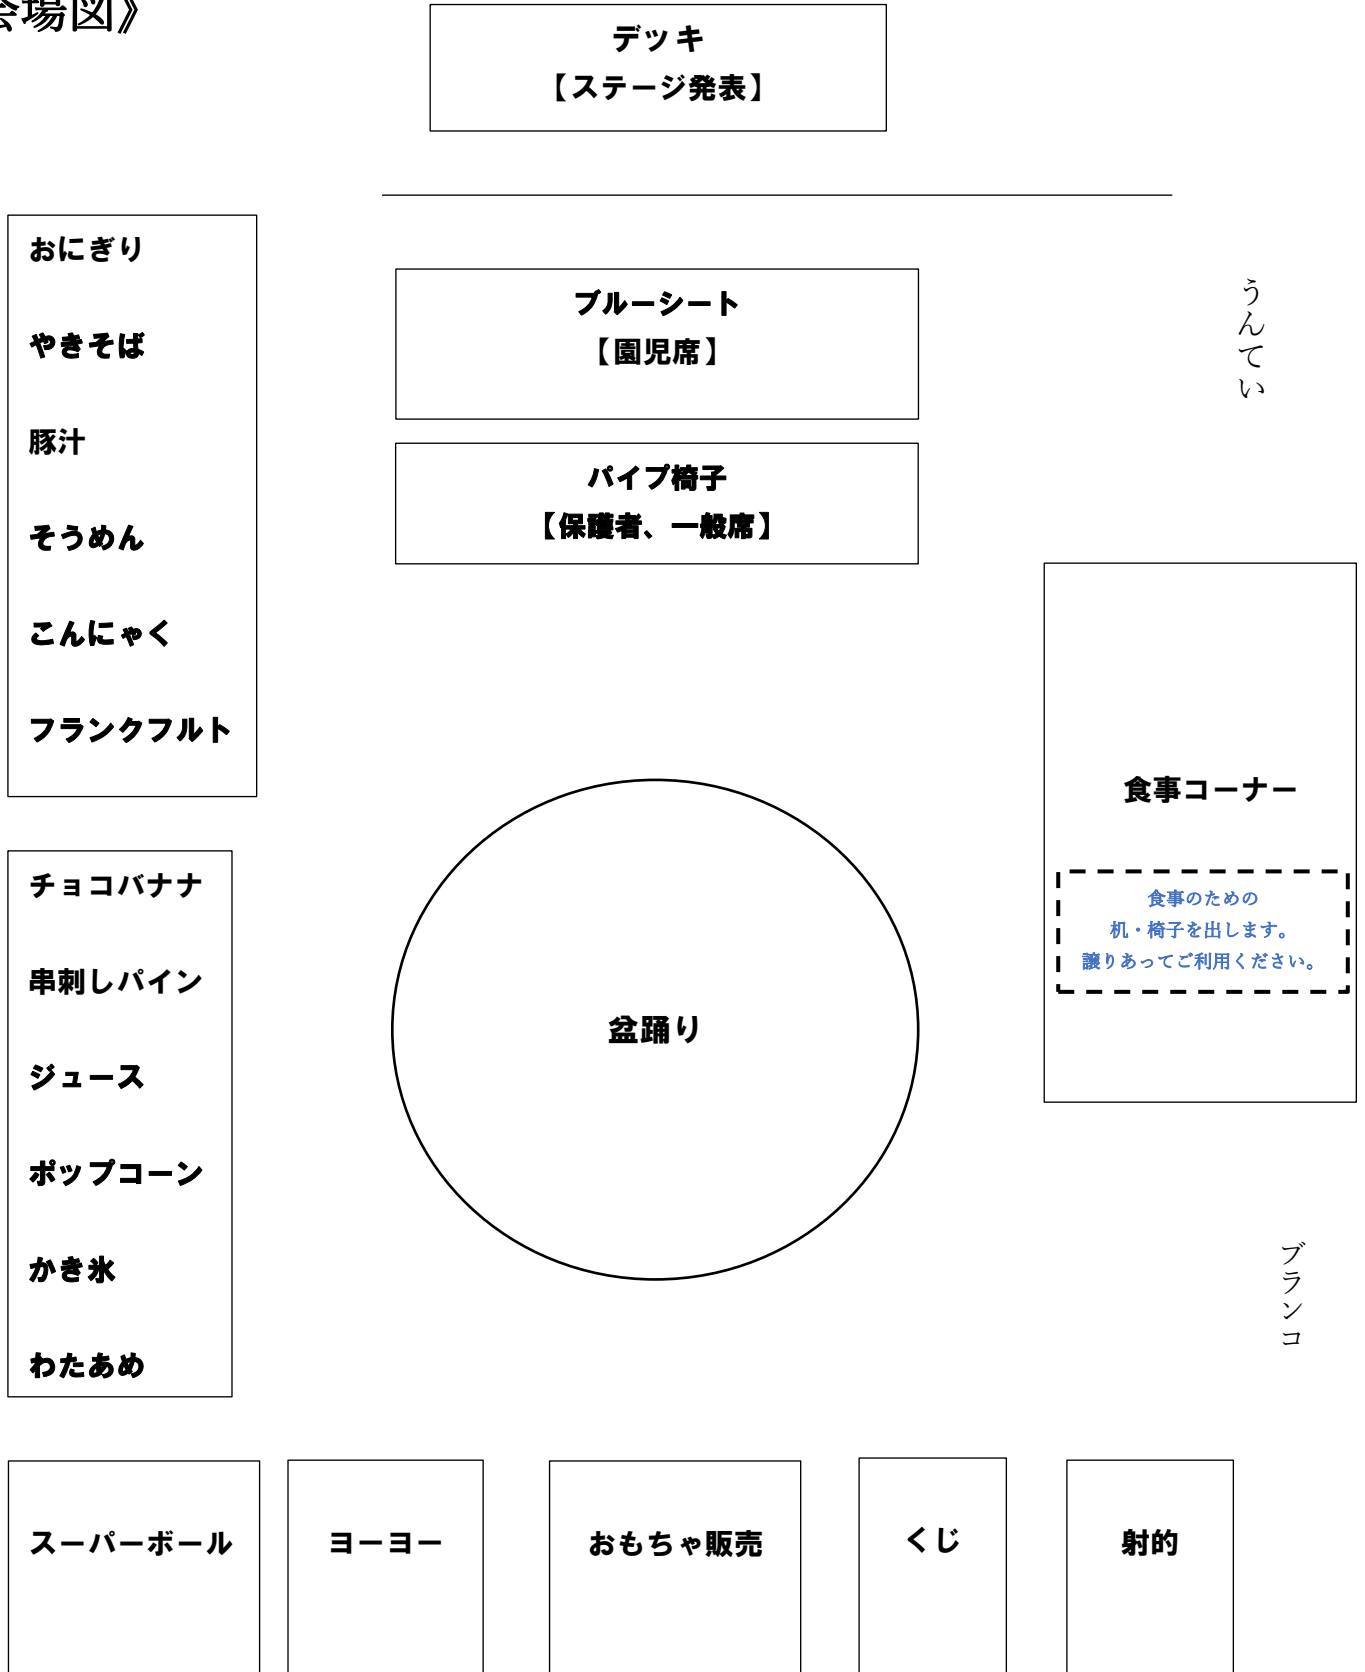 会場図》
デッキ
【ステージ発表】
おにぎり
やきそば
豚汁
そうめん
こんにゃく
フランクフルト
ブルーシート
【園児席】
パイプ椅子
【保護者、一般席】
うんてい
食事コーナー
食事のための
机・椅子を出します。
譲りあってご利用ください。
チョコバナナ
串刺しパイン
ジュース
ポップコーン
かき氷
わたあめ
盆踊り
ブランコ
スーパーボール
ヨーヨー
おもちゃ販売
くじ
射的